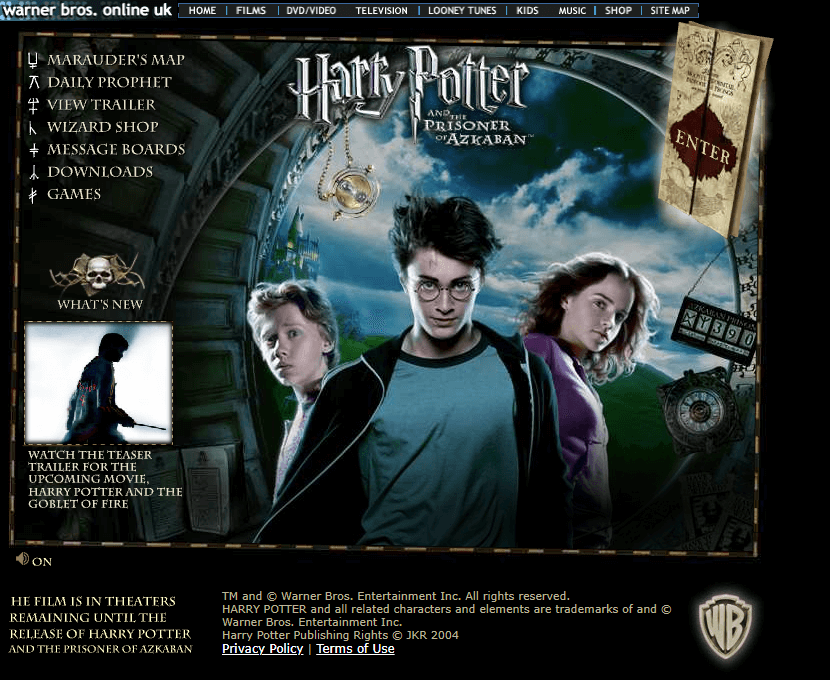 warner bros. online uk
HOME | FILMS | DVD/VIDEO TELEVISION | LOONEY TUNES | KIDS MUSIC | SHOP | SITE MAP
MARAUDER'S MAP
DAILY PROPHET
VIEW TRAILER
WIZARD SHOP
MESSAGE BOARDS
DOWNLOADS
GAMES
Harry Potter
AND THE
PRISONER
OF AZKABAN™
ENTER
AZKABAN PRISON
WHAT'S NEW
WATCH THE TEASER
TRAILER FOR THE
UPCOMING MOVIE,
HARRY POTTER AND THE
GOBLET OF FIRE
ON
HE FILM IS IN THEATERS
REMAINING UNTIL THE
RELEASE OF HARRY POTTER
AND THE PRISONER OF AZKABAN
TM and © Warner Bros. Entertainment Inc. All rights reserved.
HARRY POTTER and all related characters and elements are trademarks of and ©
Warner Bros. Entertainment Inc.
Harry Potter Publishing Rights © JKR 2004
Privacy Policy | Terms of Use
WB